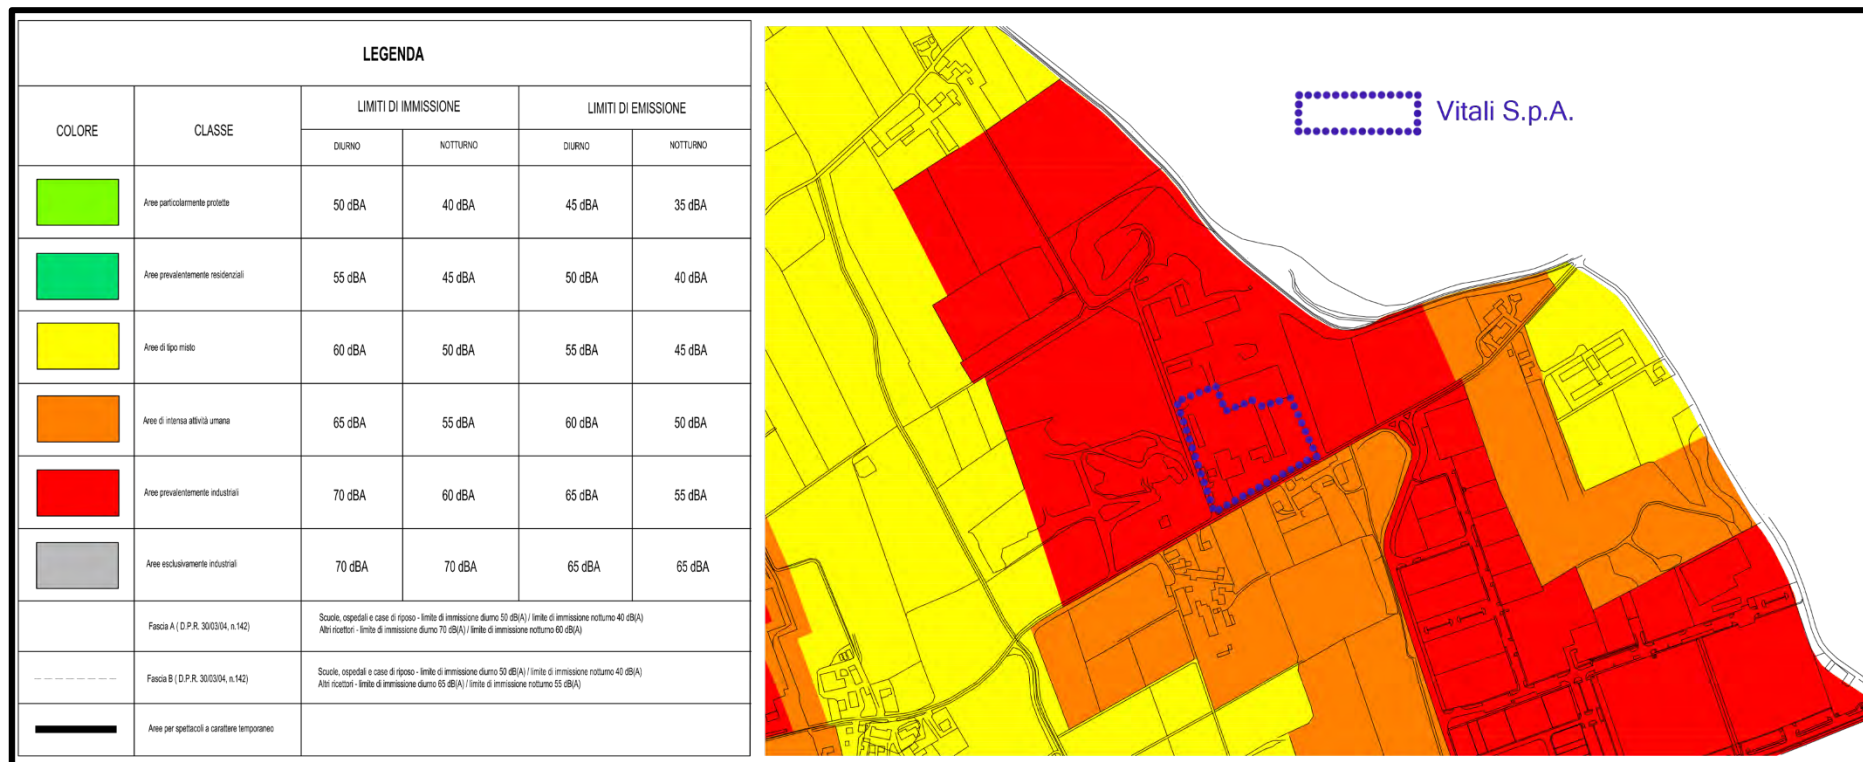 LEGENDA
COLORE
CLASSE
LIMITI DI IMMISSIONE
LIMITI DI EMISSIONE
DIURNO
NOTTURNO
DIURNO
NOTTURNO
Aree particolarmente protette
50 dBA
40 dBA
45 dBA
35 dBA
Aree prevalentemente residenziali
55 dBA
45 dBA
50 dBA
40 dBA
Aree di tipo misto
60 dBA
50 dBA
55 dBA
45 dBA
Aree di intensa attività umana
65 dBA
55 dBA
60 dBA
50 dBA
Aree prevalentemente industriali
70 dBA
60 dBA
65 dBA
55 dBA
Aree esclusivamente industriali
70 dBA
70 dBA
65 dBA
65 dBA
Fascia A ( D.P.R. 30/03/04, n.142)
Scuole, ospedali e case di riposo - limite di immissione diurno 50 dB(A) / limite di immissione notturno 40 dB(A)
Altri ricettori - limite di immissione diurno 70 dB(A) / limite di immissione notturno 60 dB(A)
Fascia B ( D.P.R. 30/03/04, n.142)
Scuole, ospedali e case di riposo - limite di immissione diurno 50 dB(A) / limite di immissione notturno 40 dB(A)
Altri ricettori - limite di immissione diurno 65 dB(A) / limite di immissione notturno 55 dB(A)
Aree per spettacoli a carattere temporaneo
Vitali S.p.A.